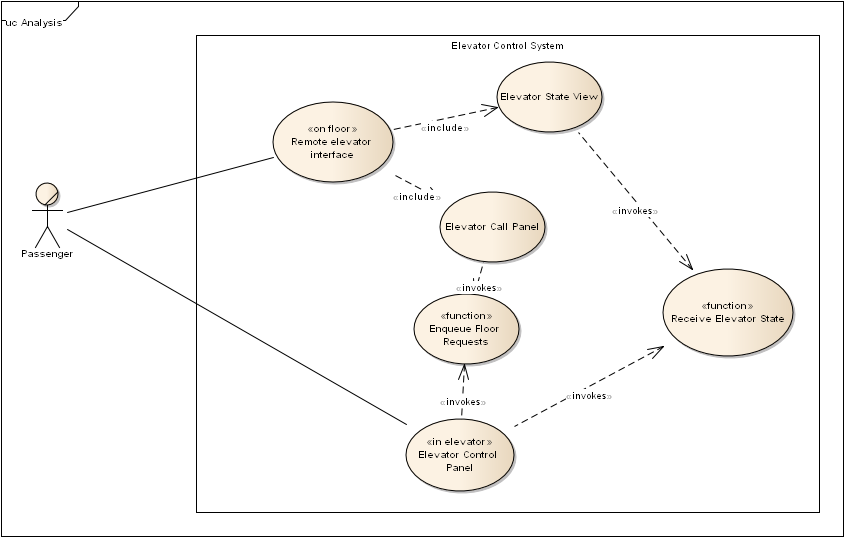 uc Analysis
Elevator Control System
Elevator State View
«on floor»
Remote elevator
interface
«include»
«include»
«invokes»
Elevator Call Panel
Passenger
«invokes»
«function»
Receive Elevator State
«function»
Enqueue Floor
Requests
«invokes»
«invokes»
«in elevator»
Elevator Control
Panel